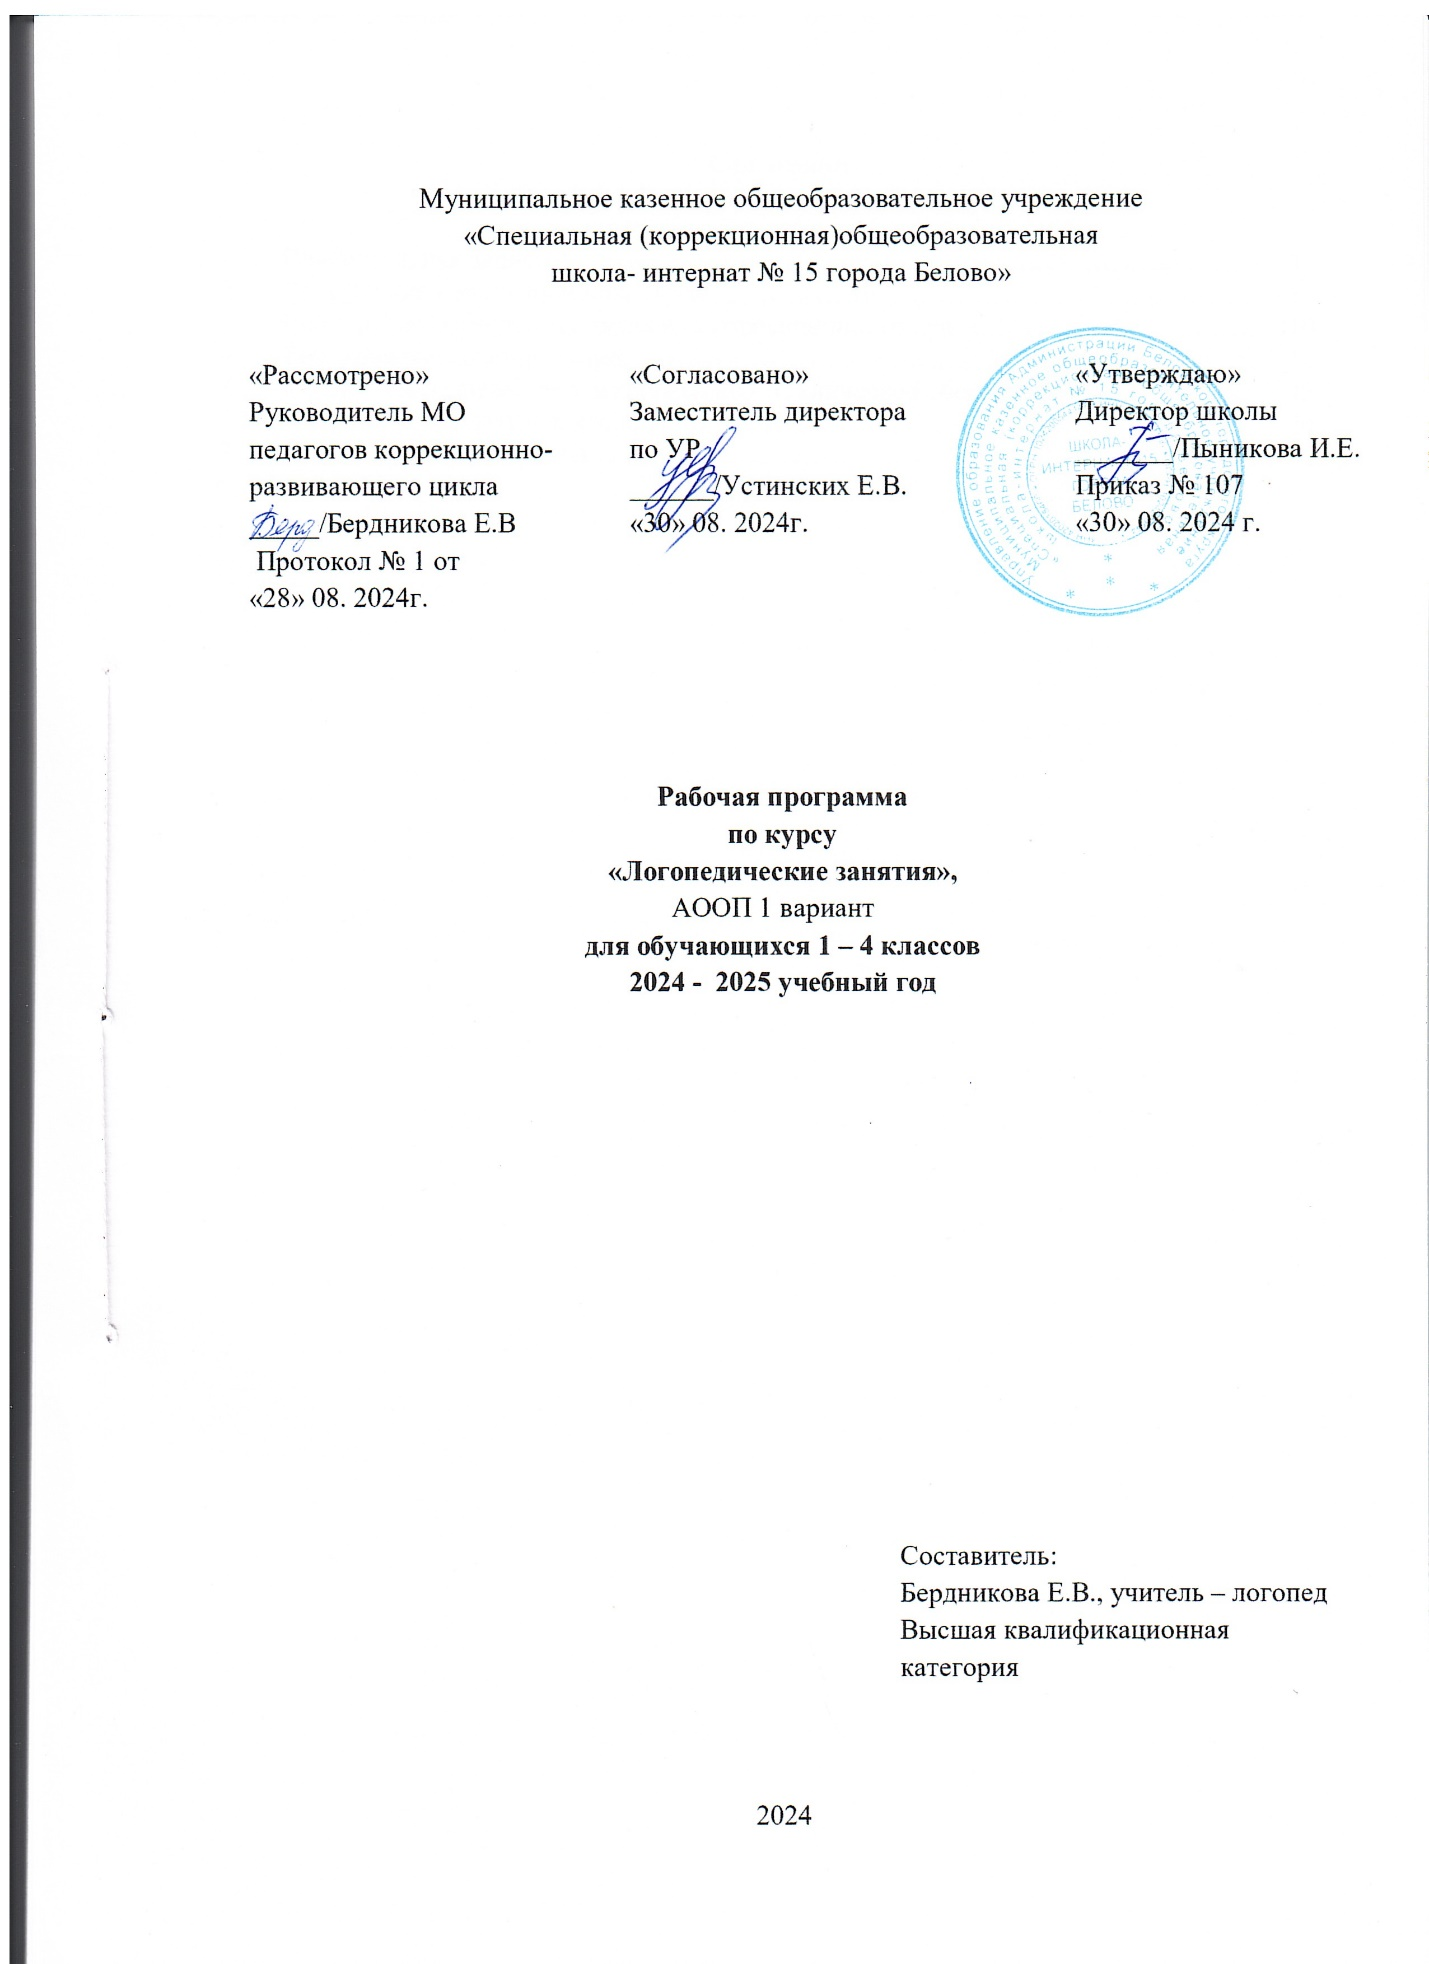 Муниципальное казенное общеобразовательное учреждение
«Специальная (коррекционная)общеобразовательная
школа- интернат № 15 города Белово»
«Рассмотрено»
Руководитель МО
педагогов коррекционно-
развивающего цикла
/Бердникова Е.В
Протокол № 1 от
«28» 08. 2024г.
«Согласовано»
Заместитель директора
по УР
/Устинских Е.В.
«30» 08. 2024г.
«Утверждаю»
Директор школы
/Пыникова И.Е.
Приказ № 107
«30» 08. 2024 г.
Рабочая программа
по курсу
«Логопедические занятия»,
АООП 1 вариант
для обучающихся 1 – 4 классов
2024 -  2025 учебный год
Составитель:
Бердникова Е.В., учитель – логопед
Высшая квалификационная
категория
2024